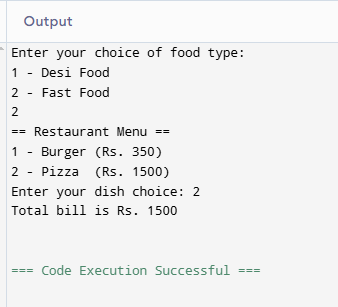 Output
Enter your choice of food type:
1 - Desi Food
2 - Fast Food
2
== Restaurant Menu ==
1 - Burger (Rs. 350)
2 - Pizza  (Rs. 1500)
Enter your dish choice: 2
Total bill is Rs. 1500
=== Code Execution Successful ===